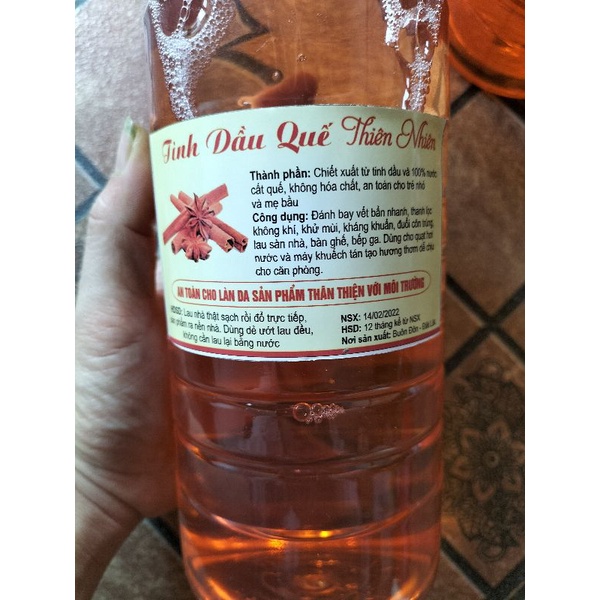 Tinh Dầu Quế Thiên Nhiên
Thành phần: Chiết xuất từ tinh dầu và 100% nước
cất quế, không hóa chất, an toàn cho trẻ nhỏ
và mẹ bầu
Công dụng: Đánh bay vết bẩn nhanh, thanh lọc
không khí, khử mùi, kháng khuẩn, đuổi côn trùng,
lau sàn nhà, bàn ghế, bếp ga. Dùng cho quạt hơi
nước và máy khuếch tán tạo hương thơm dễ chịu
cho căn phòng.
AN TOÀN CHO LÀN DA SẢN PHẨM THÂN THIỆN VỚI MÔI TRƯỜNG
HDSD: Lau nhà thật sạch rồi đổ trực tiếp,
sản phẩm ra nền nhà. Dùng dẻ ướt lau đều,
không cần lau lại bằng nước
NSX: 14/02/2022
HSD: 12 tháng kể từ NSX
Nơi sản xuất: Buôn Đôn - Đắk Lắk